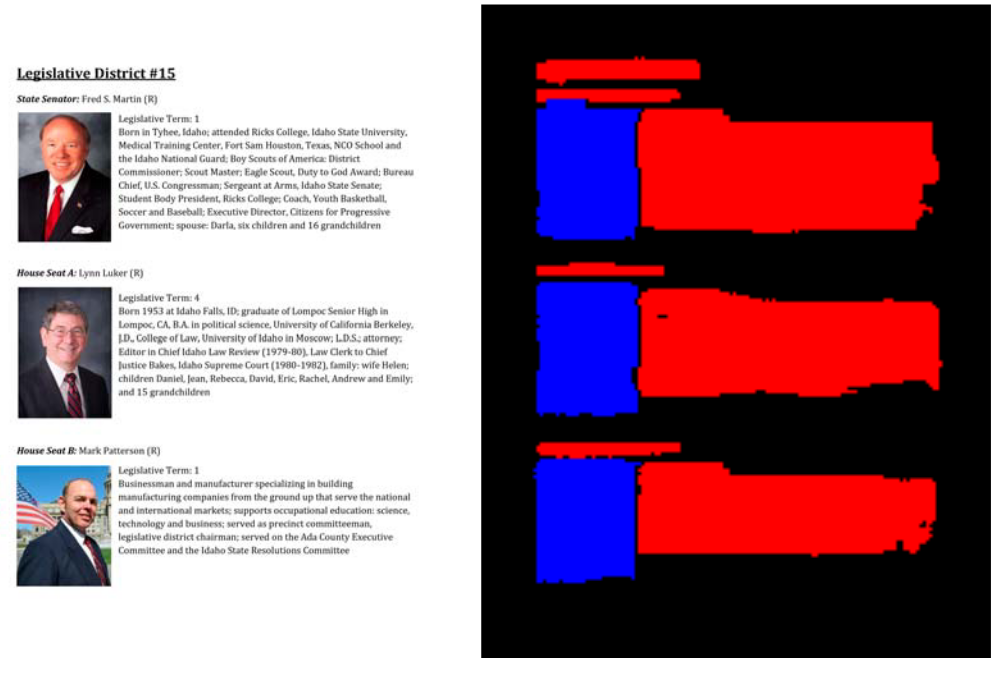 Legislative District #15
State Senator: Fred S. Martin (R)
Legislative Term: 1
Born in Tyhee, Idaho; attended Ricks College, Idaho State University,
Medical Training Center, Fort Sam Houston, Texas, NCO School and
the Idaho National Guard; Boy Scouts of America: District
Commissioner; Scout Master; Eagle Scout, Duty to God Award; Bureau
Chief, U.S. Congressman; Sergeant at Arms, Idaho State Senate;
Student Body President, Ricks College; Coach, Youth Basketball,
Soccer and Baseball; Executive Director, Citizens for Progressive
Government; spouse: Darla, six children and 16 grandchildren
House Seat A: Lynn Luker (R)
Legislative Term: 4
Born 1953 at Idaho Falls, ID; graduate of Lompoc Senior High in
Lompoc, CA, B.A. in political science, University of California Berkeley,
J.D., College of Law, University of Idaho in Moscow; L.D.S.; attorney;
Editor in Chief Idaho Law Review (1979-80), Law Clerk to Chief
Justice Bakes, Idaho Supreme Court (1980-1982), family: wife Helen;
children Daniel, Jean, Rebecca, David, Eric, Rachel, Andrew and Emily;
and 15 grandchildren
House Seat B: Mark Patterson (R)
Legislative Term: 1
Businessman and manufacturer specializing in building
manufacturing companies from the ground up that serve the national
and international markets; supports occupational education: science,
technology and business; served as precinct committeeman,
legislative district chairman; served on the Ada County Executive
Committee and the Idaho State Resolutions Committee